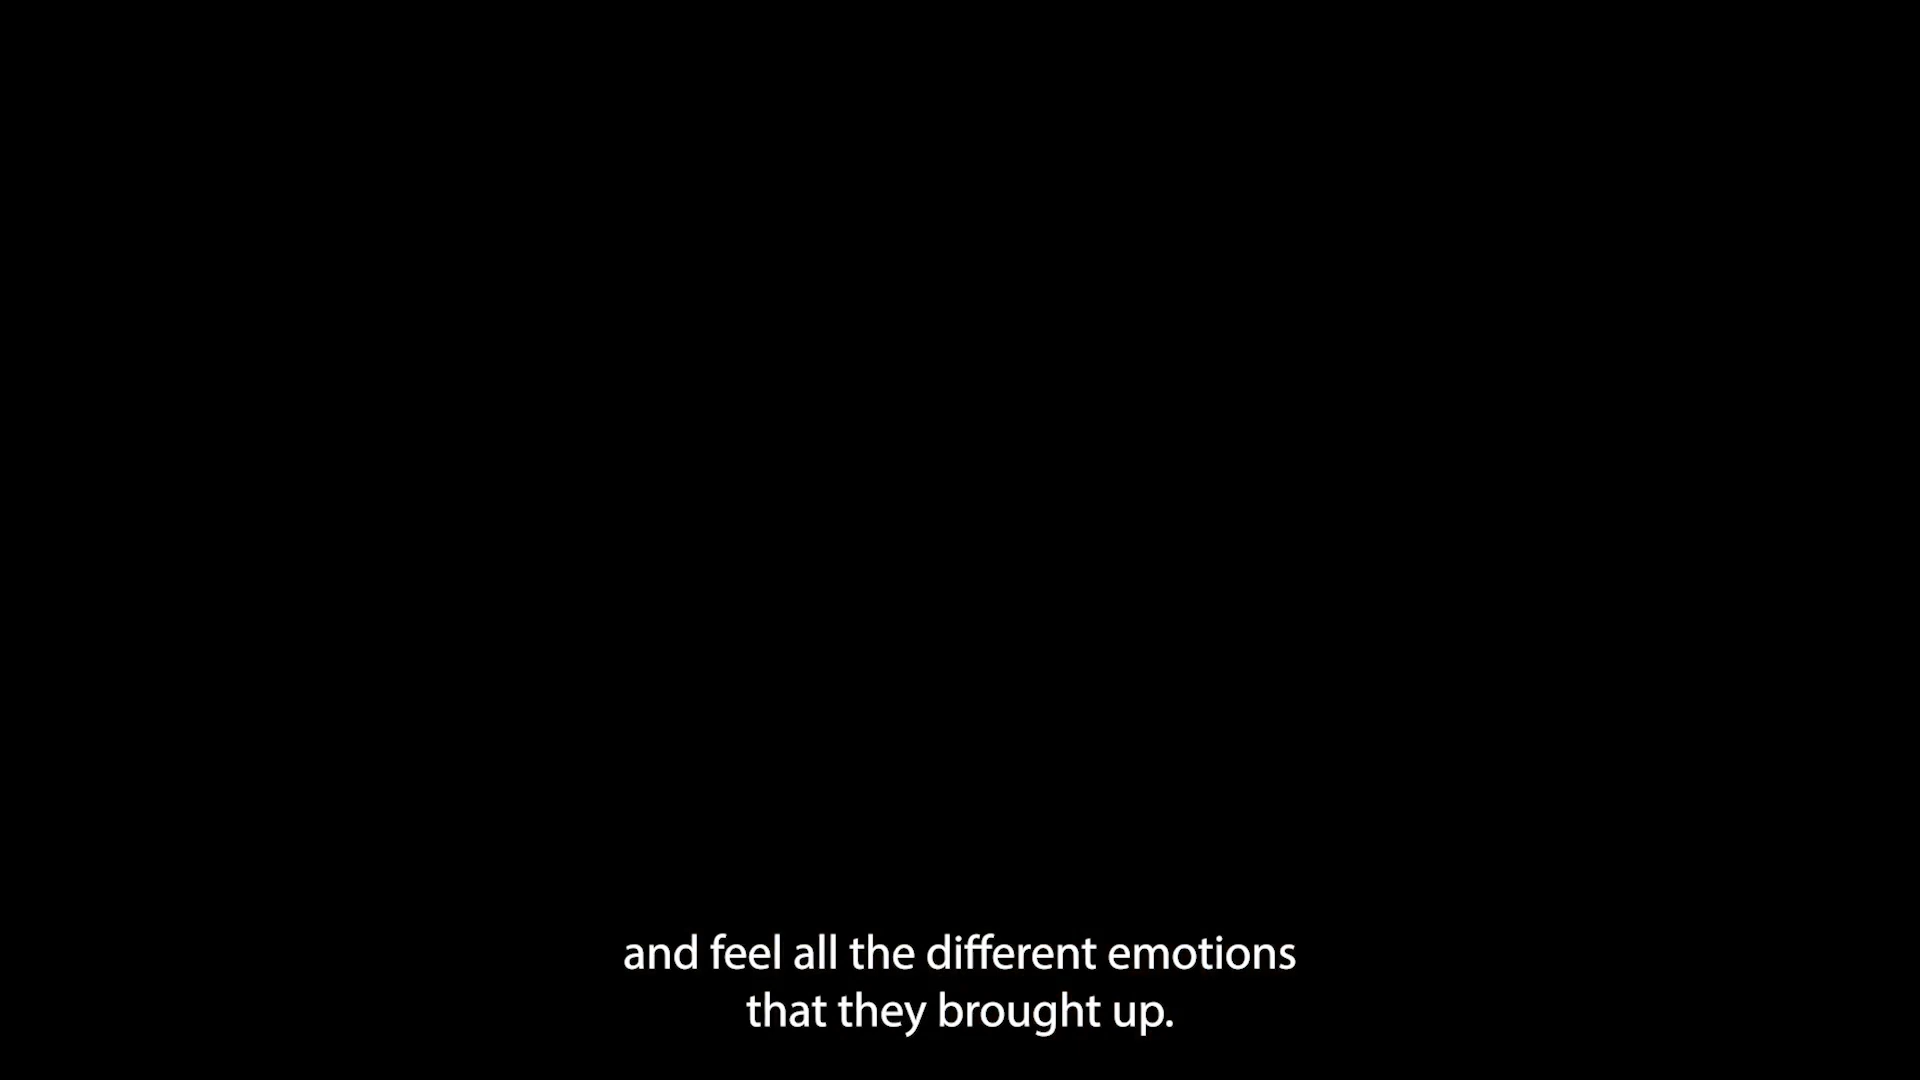 and feel all the different emotions
that they brought up.